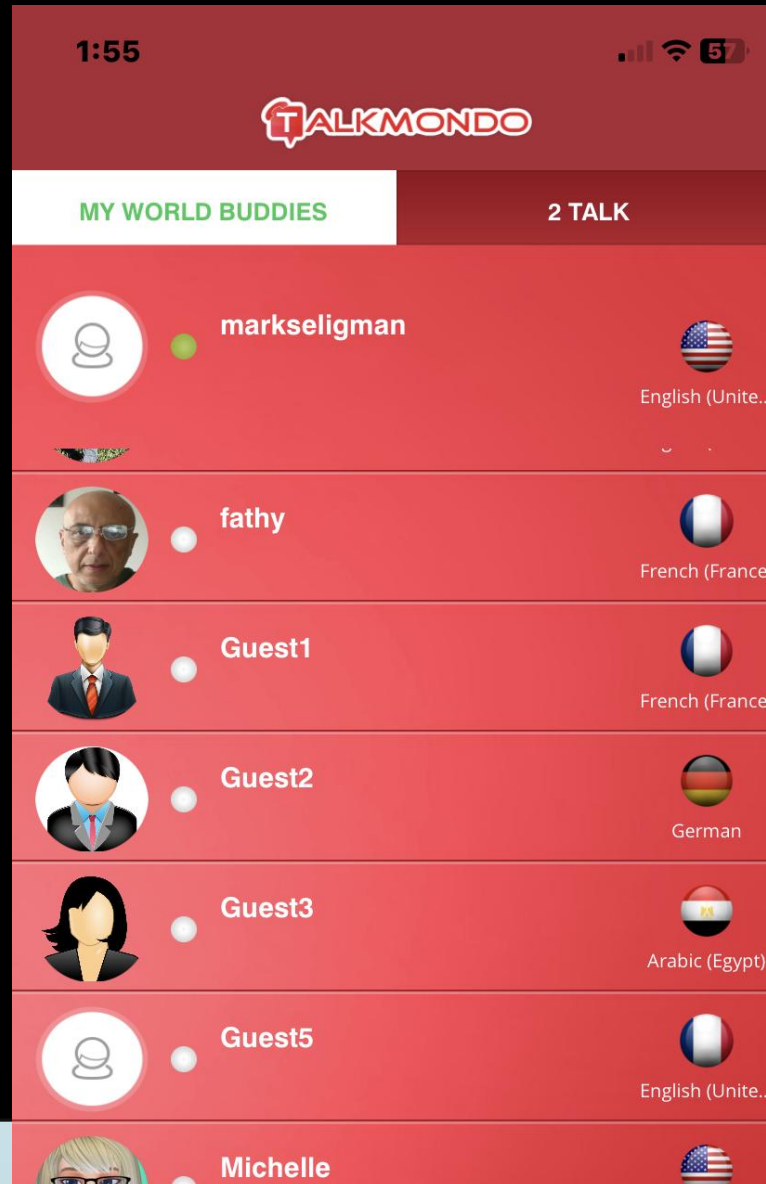 1:55
57
TALKMONDO
MY WORLD BUDDIES
2 TALK
markseligman
English (Unite..
fathy
French (France
Guest1
French (France
Guest2
German
Guest3
Arabic (Egypt)
Guest5
English (Unite..
Michelle